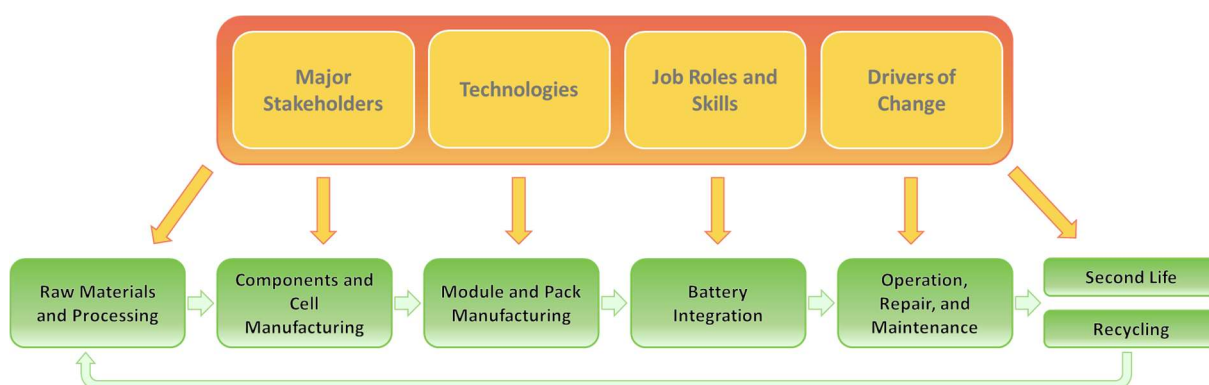 Major
Stakeholders
Technologies
Job Roles and
Skills
Drivers of
Change
Raw Materials
and Processing
Components and
Cell
Manufacturing
Module and Pack
Manufacturing
Battery
Integration
Operation,
Repair, and
Maintenance
Second Life
Recycling